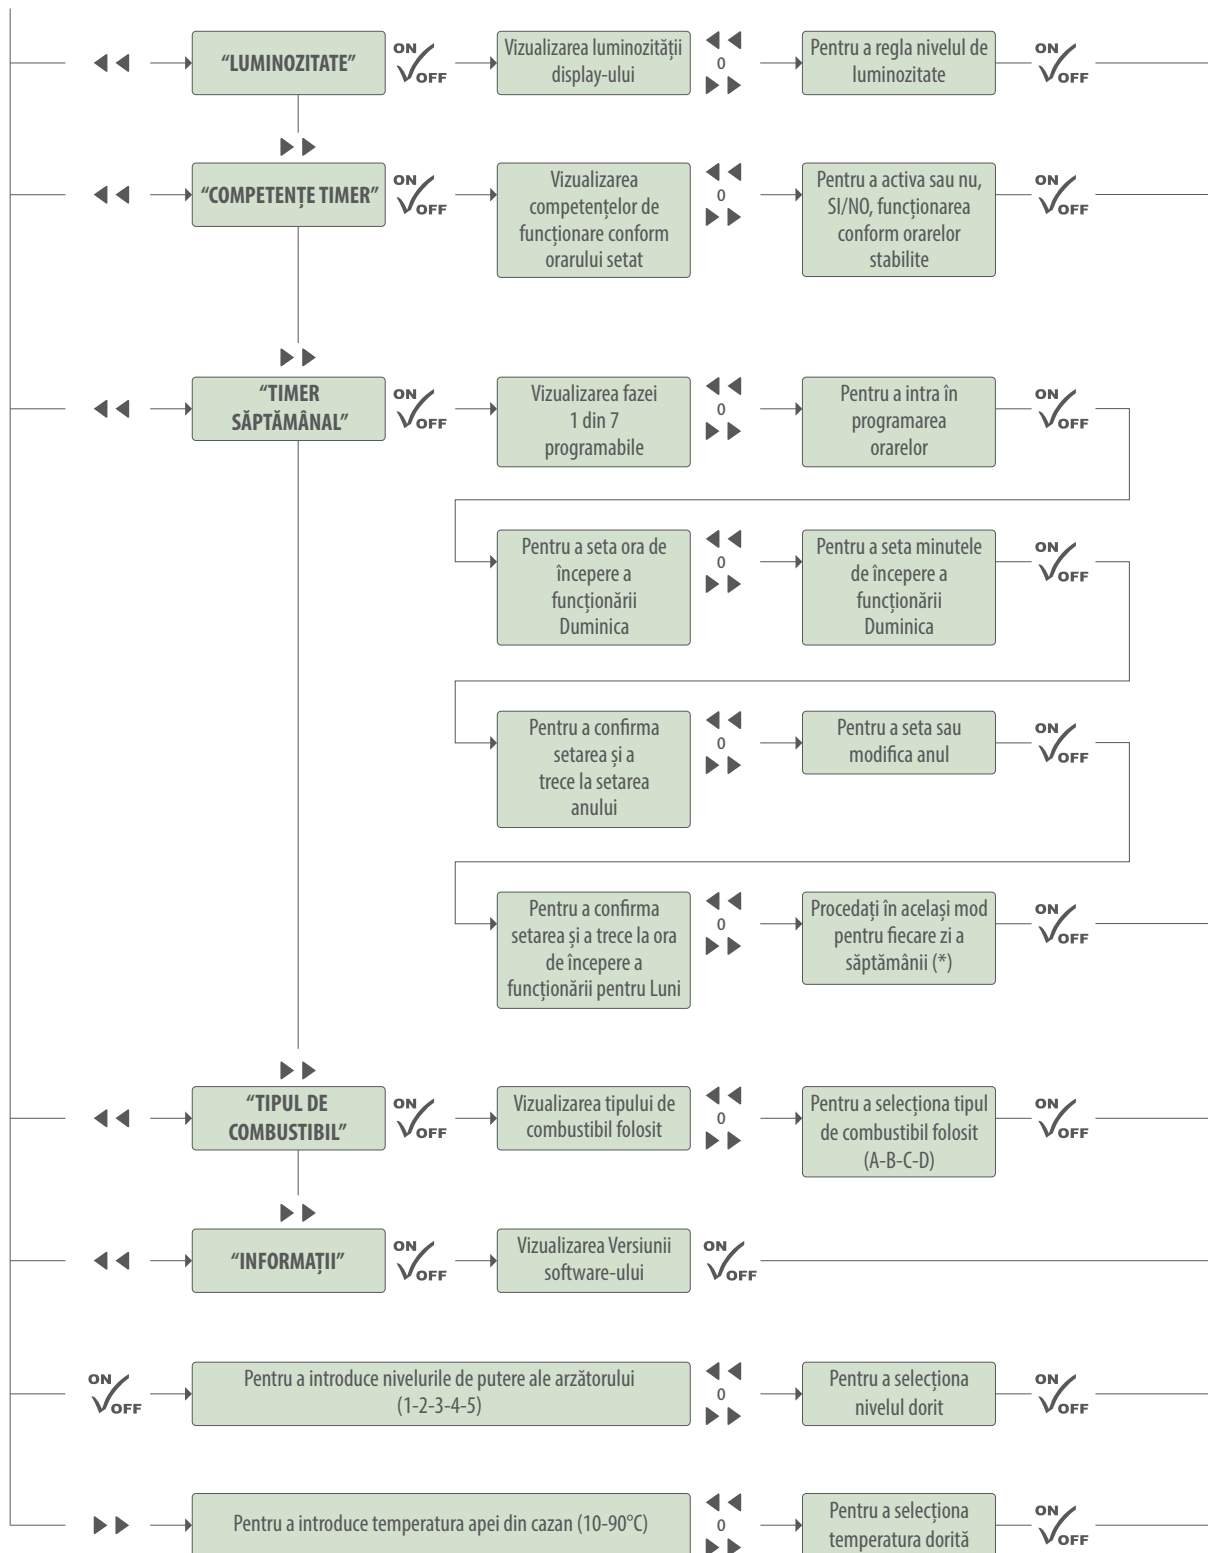 “LUMINOZITATE”
ON
OFF
Vizualizarea luminozității
display-ului
0
Pentru a regla nivelul de
luminozitate
ON
OFF
“COMPETENȚE TIMER”
ON
OFF
Vizualizarea
competențelor de
funcționare conform
orarului setat
0
Pentru a activa sau nu,
SI/NO, funcționarea
conform orarelor
stabilite
ON
OFF
“TIMER
SĂPTĂMÂNAL”
ON
OFF
Vizualizarea fazei
1 din 7
programabile
0
Pentru a intra în
programarea
orarelor
ON
OFF
Pentru a seta ora de
începere a
funcționării
Duminica
0
Pentru a seta minutele
de începere a
funcționării
Duminica
ON
OFF
Pentru a confirma
setarea și a
trece la setarea
anului
0
Pentru a seta sau
modifica anul
ON
OFF
Pentru a confirma
setarea și a trece la ora
de începere a
funcționării pentru Luni
0
Procedați în același mod
pentru fiecare zi a
săptămânii (*)
ON
OFF
“TIPUL DE
COMBUSTIBIL”
ON
OFF
Vizualizarea tipului de
combustibil folosit
0
Pentru a selecționa tipul
de combustibil folosit
(A-B-C-D)
ON
OFF
“INFORMAȚII”
ON
OFF
Vizualizarea Versiunii
software-ului
ON
OFF
ON
OFF
Pentru a introduce nivelurile de putere ale arzătorului
(1-2-3-4-5)
0
Pentru a selecționa
nivelul dorit
ON
OFF
Pentru a introduce temperatura apei din cazan (10-90°C)
0
Pentru a selecționa
temperatura dorită
ON
OFF